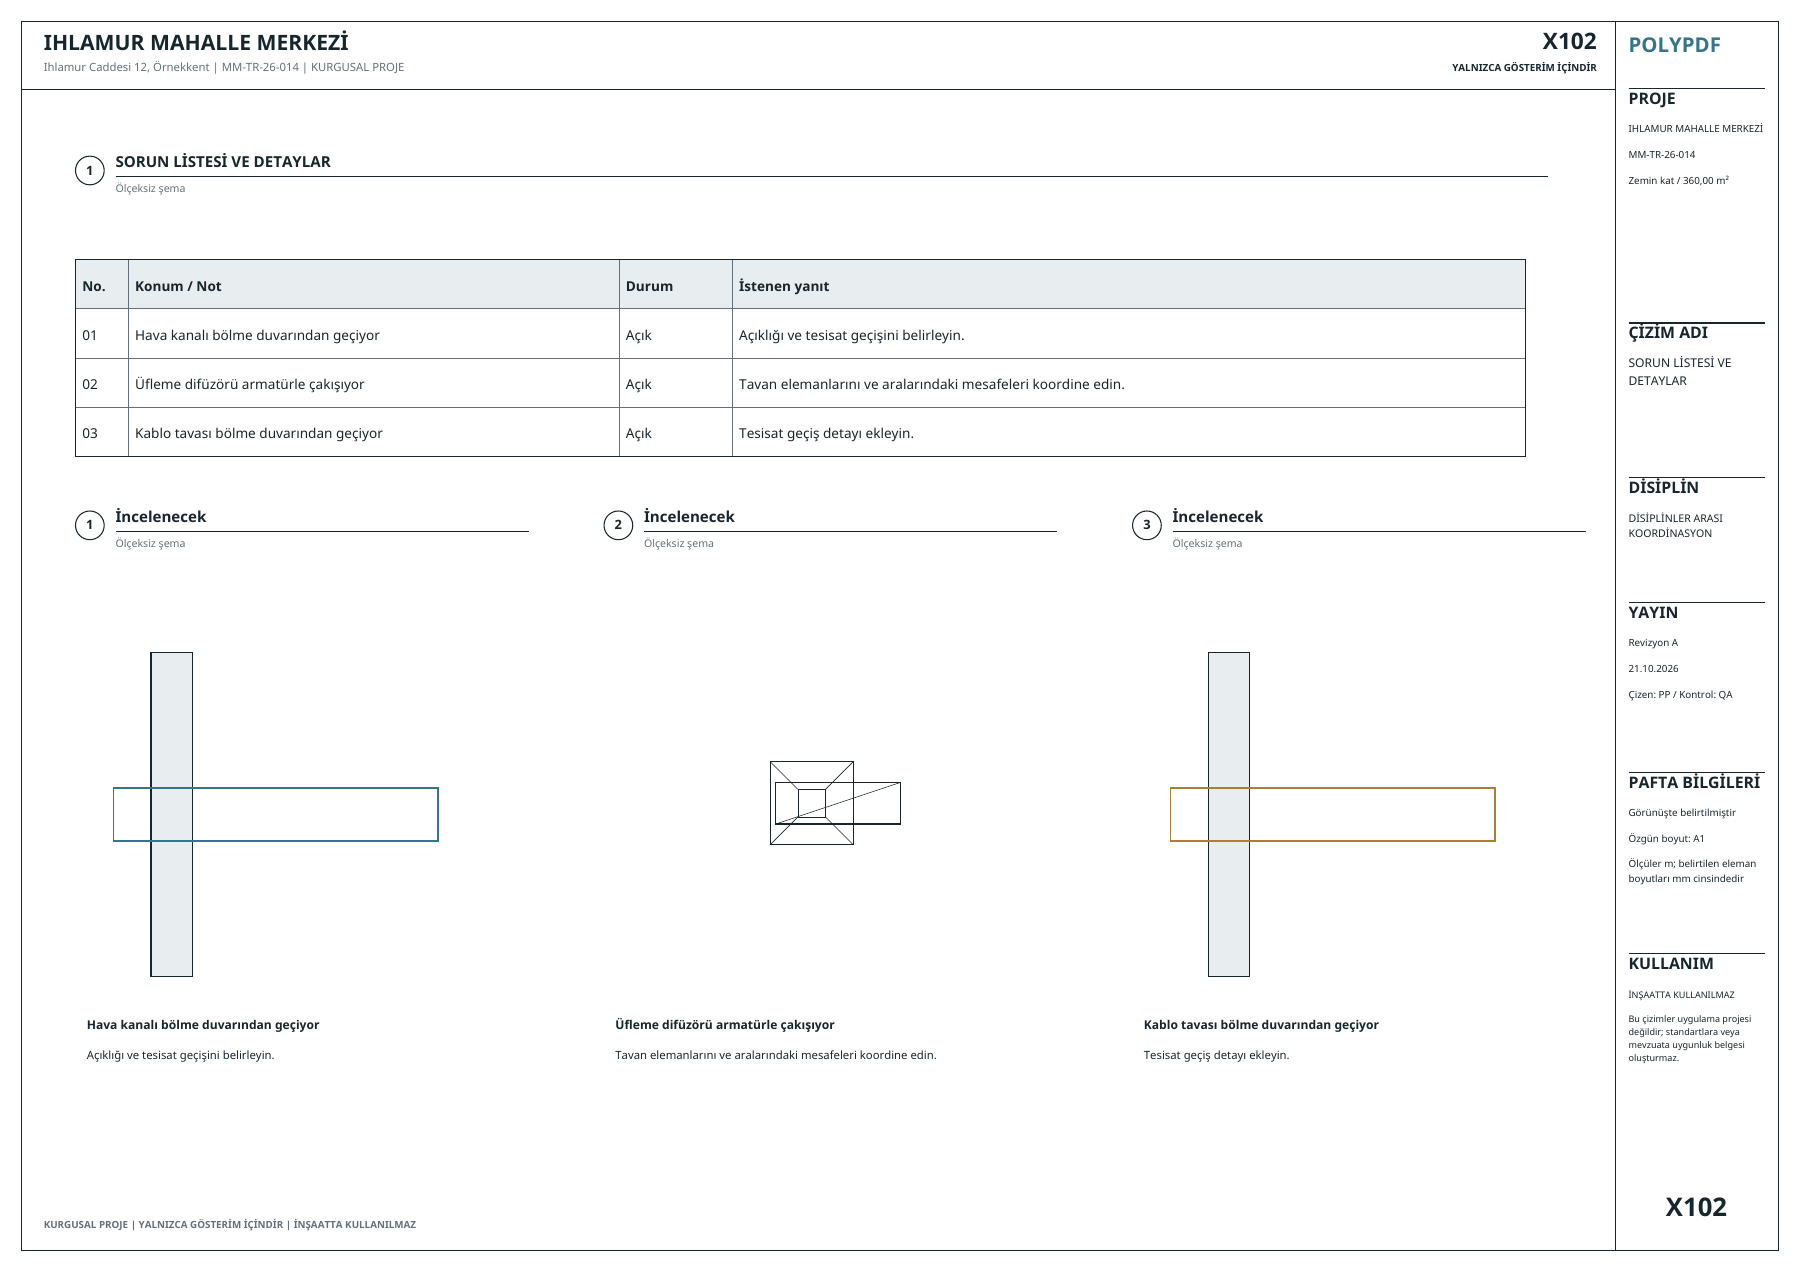 IHLAMUR MAHALLE MERKEZİ
Ihlamur Caddesi 12, Örnekkent | MM-TR-26-014 | KURGUSAL PROJE
X102
YALNIZCA GÖSTERİM İÇİNDİR
1
SORUN LİSTESİ VE DETAYLAR
Ölçeksiz şema
No. Konum / Not Durum İstenen yanıt
01 Hava kanalı bölme duvarından geçiyor Açık Açıklığı ve tesisat geçişini belirleyin.
02 Üfleme difüzörü armatürle çakışıyor Açık Tavan elemanlarını ve aralarındaki mesafeleri koordine edin.
03 Kablo tavası bölme duvarından geçiyor Açık Tesisat geçiş detayı ekleyin.
1
İncelenecek
Ölçeksiz şema
2
İncelenecek
Ölçeksiz şema
3
İncelenecek
Ölçeksiz şema
Hava kanalı bölme duvarından geçiyor
Açıklığı ve tesisat geçişini belirleyin.
Üfleme difüzörü armatürle çakışıyor
Tavan elemanlarını ve aralarındaki mesafeleri koordine edin.
Kablo tavası bölme duvarından geçiyor
Tesisat geçiş detayı ekleyin.
KURGUSAL PROJE | YALNIZCA GÖSTERİM İÇİNDİR | İNŞAATTA KULLANILMAZ
POLYPDF
PROJE
IHLAMUR MAHALLE MERKEZİ
MM-TR-26-014
Zemin kat / 360,00 m²
ÇİZİM ADI
SORUN LİSTESİ VE
DETAYLAR
DİSİPLİN
DİSİPLİNLER ARASI
KOORDİNASYON
YAYIN
Revizyon A
21.10.2026
Çizen: PP / Kontrol: QA
PAFTA BİLGİLERİ
Görünüşte belirtilmiştir
Özgün boyut: A1
Ölçüler m; belirtilen eleman
boyutları mm cinsindedir
KULLANIM
İNŞAATTA KULLANILMAZ
Bu çizimler uygulama projesi
değildir; standartlara veya
mevzuata uygunluk belgesi
oluşturmaz.
X102